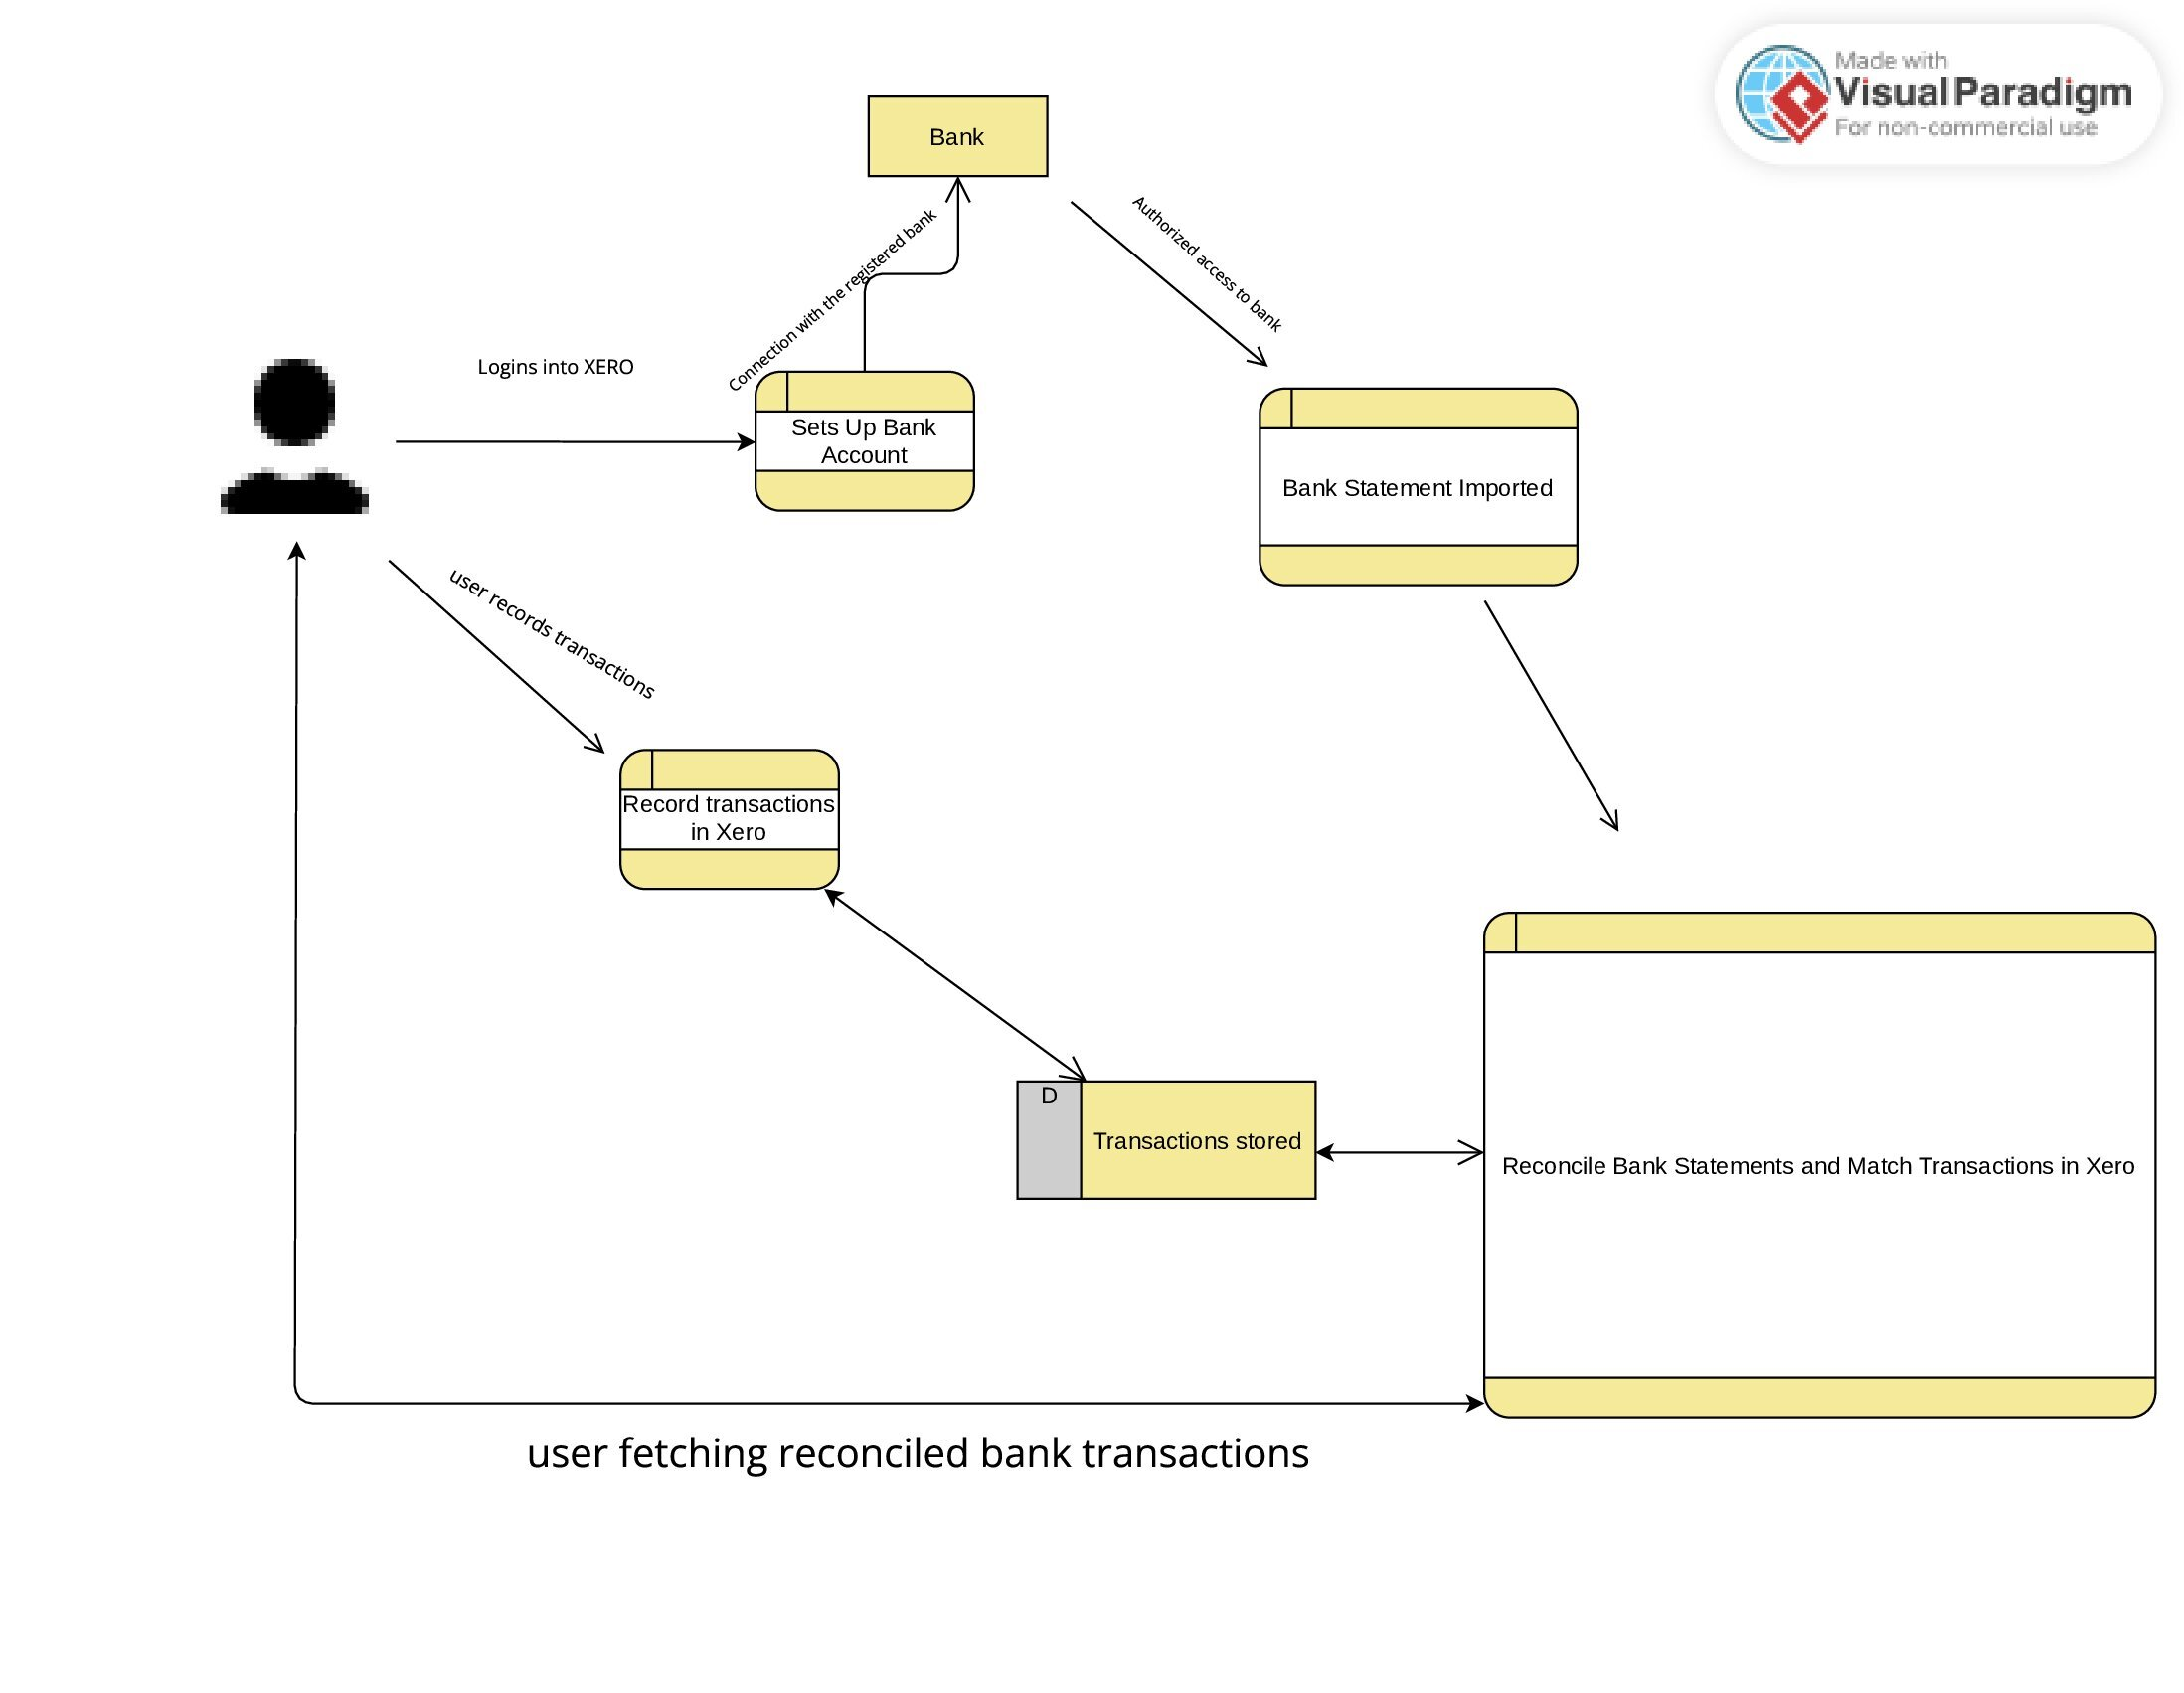 Made with
Visual Paradigm
For non-commercial use
Bank
Connection with the registered bank
Authorized access to bank
Logins into XERO
Sets Up Bank
Account
Bank Statement Imported
user records transactions
Record transactions
in Xero
D
Transactions stored
Reconcile Bank Statements and Match Transactions in Xero
user fetching reconciled bank transactions